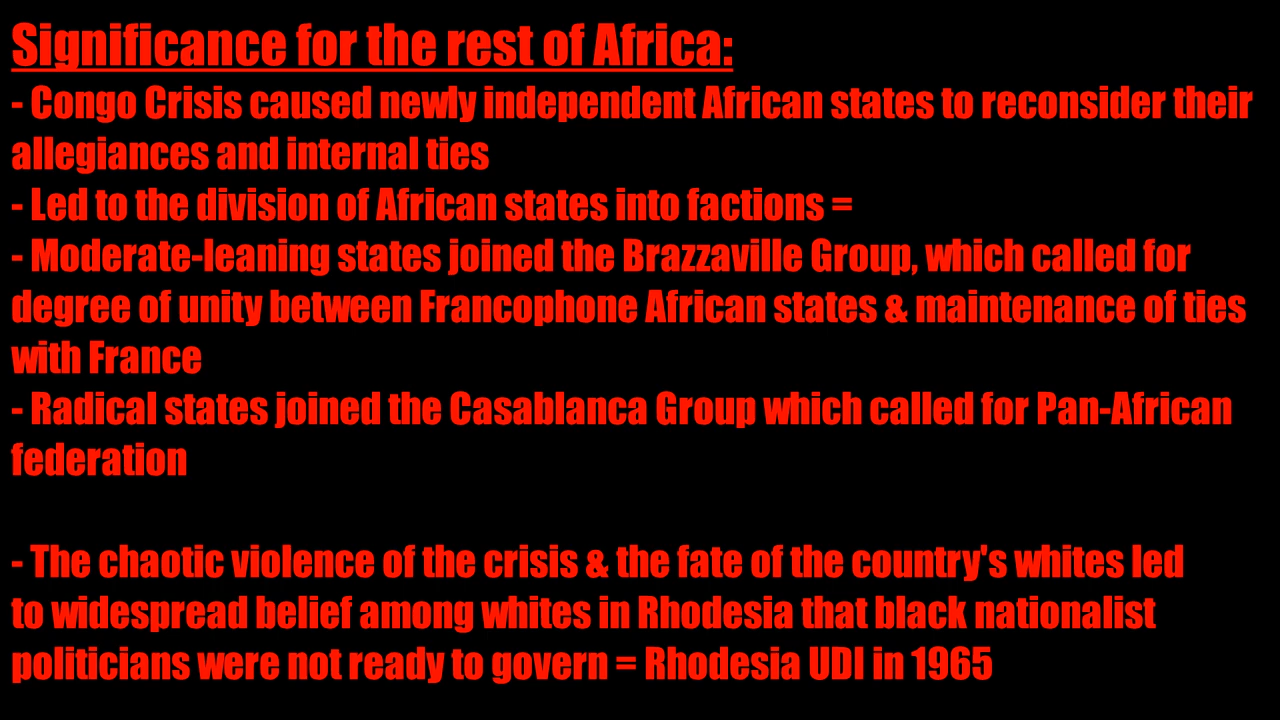 Significance for the rest of Africa:
- Congo Crisis caused newly independent African states to reconsider their
allegiances and internal ties
- Led to the division of African states into factions =
- Moderate-leaning states joined the Brazzaville Group, which called for
degree of unity between Francophone African states & maintenance of ties
with France
- Radical states joined the Casablanca Group which called for Pan-African
federation
- The chaotic violence of the crisis & the fate of the country's whites led
to widespread belief among whites in Rhodesia that black nationalist
politicians were not ready to govern = Rhodesia UDI in 1965